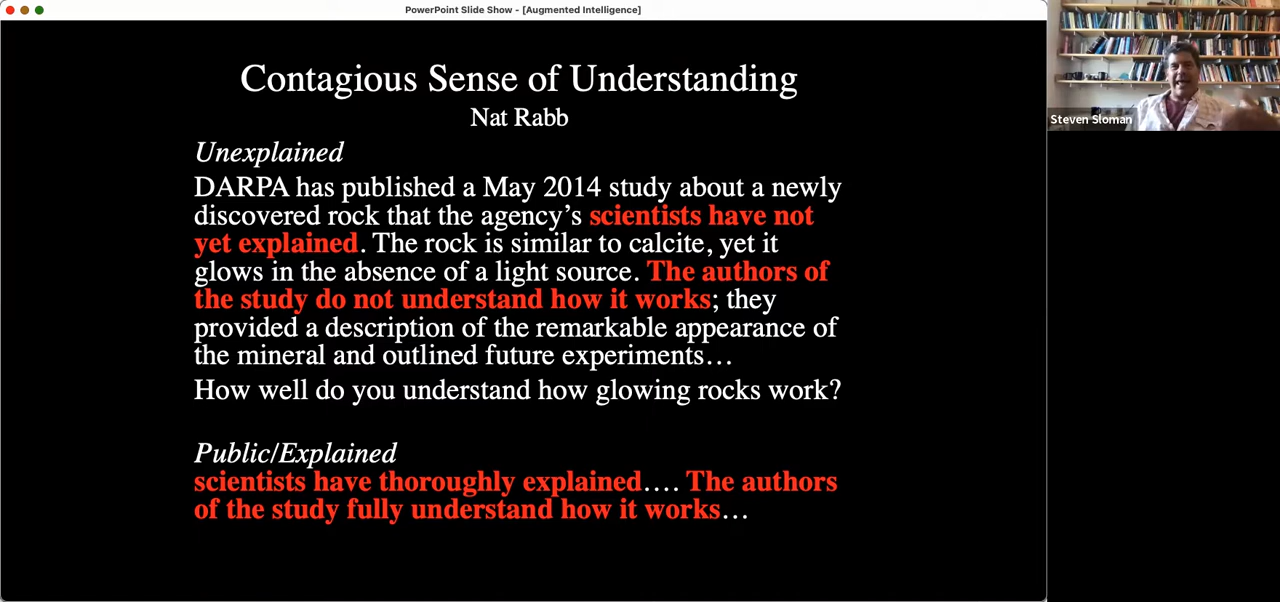 PowerPoint Slide Show - [Augmented Intelligence]
Contagious Sense of Understanding
Nat Rabb
Steven Sloman
Unexplained
DARPA has published a May 2014 study about a newly
discovered rock that the agency’s scientists have not
yet explained. The rock is similar to calcite, yet it
glows in the absence of a light source. The authors of
the study do not understand how it works; they
provided a description of the remarkable appearance of
the mineral and outlined future experiments…
How well do you understand how glowing rocks work?
Public/Explained
scientists have thoroughly explained…. The authors
of the study fully understand how it works…